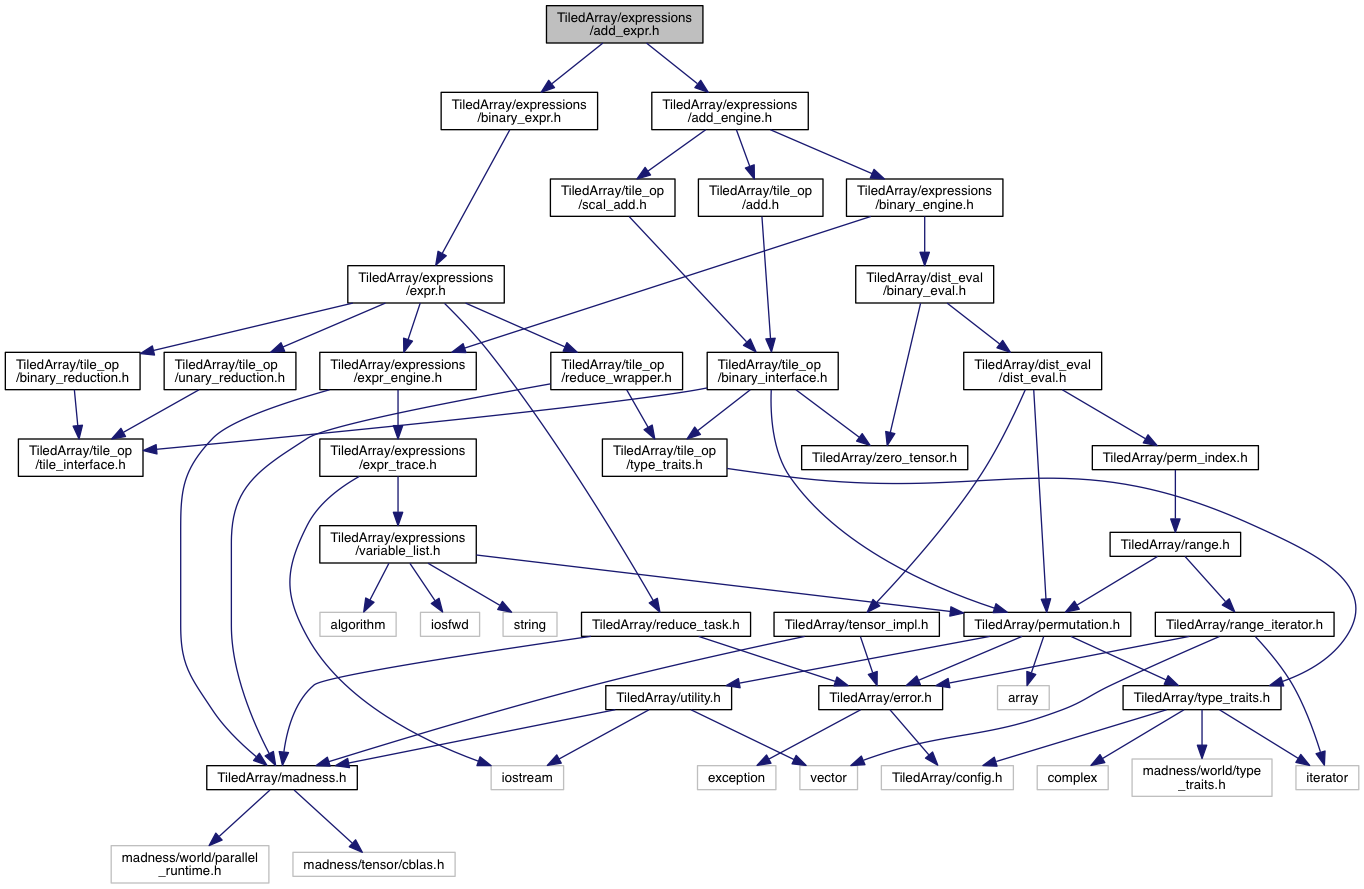 TiledArray/expressions
/add_expr.h
TiledArray/expressions
/binary_expr.h
TiledArray/expressions
/add_engine.h
TiledArray/tile_op
/scal_add.h
TiledArray/tile_op
/add.h
TiledArray/expressions
/binary_engine.h
TiledArray/expressions
/expr.h
TiledArray/dist_eval
/binary_eval.h
TiledArray/tile_op
/binary_reduction.h
TiledArray/tile_op
/unary_reduction.h
TiledArray/expressions
/expr_engine.h
TiledArray/tile_op
/reduce_wrapper.h
TiledArray/tile_op
/binary_interface.h
TiledArray/dist_eval
/dist_eval.h
TiledArray/tile_op
/tile_interface.h
TiledArray/expressions
/expr_trace.h
TiledArray/tile_op
/type_traits.h
TiledArray/zero_tensor.h
TiledArray/perm_index.h
TiledArray/expressions
/variable_list.h
TiledArray/range.h
algorithm
iosfwd
string
TiledArray/reduce_task.h
TiledArray/tensor_impl.h
TiledArray/permutation.h
TiledArray/range_iterator.h
TiledArray/utility.h
TiledArray/error.h
array
TiledArray/type_traits.h
TiledArray/madness.h
iostream
exception
vector
TiledArray/config.h
complex
madness/world/type
_traits.h
iterator
madness/world/parallel
_runtime.h
madness/tensor/cblas.h